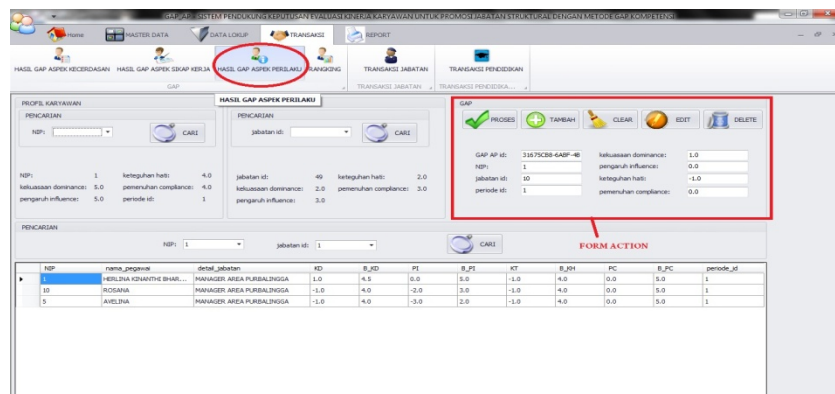 GAP_AP - SISTEM PENDUKUNG KEPUTUSAN EVALUASI KINERJA KARYAWAN UNTUK PROMOSI JABATAN STRUKTURAL DENGAN METODE GAP KOMPETENSI
Home MASTER DATA DATA LOKUP TRANSAKSI REPORT
HASIL GAP ASPEK KECERDASAN HASIL GAP ASPEK SIKAP KERJA HASIL GAP ASPEK PERILAKU RANGKING TRANSAKSI JABATAN TRANSAKSI PENDIDIKAN
GAP TRANSAKSI JABATAN TRANSAKSI PENDIDIKA...
HASIL GAP ASPEK PERILAKU
PROFIL KARYAWAN
PENCARIAN
NIP: CARI
NIP: 1 keteguhan hati: 4.0
kekuasaan dominance: 5.0 pemenuhan compliance: 4.0
pengaruh influence: 5.0 periode id: 1
PENCARIAN
jabatan id: CARI
jabatan id: 49 keteguhan hati: 2.0
kekuasaan dominance: 2.0 pemenuhan compliance: 3.0
pengaruh influence: 3.0
GAP
PROSES TAMBAH CLEAR EDIT DELETE
GAP AP id: 31675CB8-6ABF-4B kekuasaan dominance: 1.0
NIP: 1 pengaruh influence: 0.0
jabatan id: 10 keteguhan hati: -1.0
periode id: 1 pemenuhan compliance: 0.0
FORM ACTION
PENCARIAN
NIP: 1 jabatan id: 1 CARI
NIP nama_pegawai detail_jabatan KD B_KD PI B_PI KT B_KH PC B_PC periode_id
1 HERLINA KINANTHI BHAR... MANAGER AREA PURBALINGGA 1.0 4.5 0.0 5.0 -1.0 4.0 0.0 5.0 1
10 ROSANA MANAGER AREA PURBALINGGA -1.0 4.0 -2.0 3.0 -1.0 4.0 0.0 5.0 1
5 AVELINA MANAGER AREA PURBALINGGA -1.0 4.0 -3.0 2.0 -1.0 4.0 0.0 5.0 1